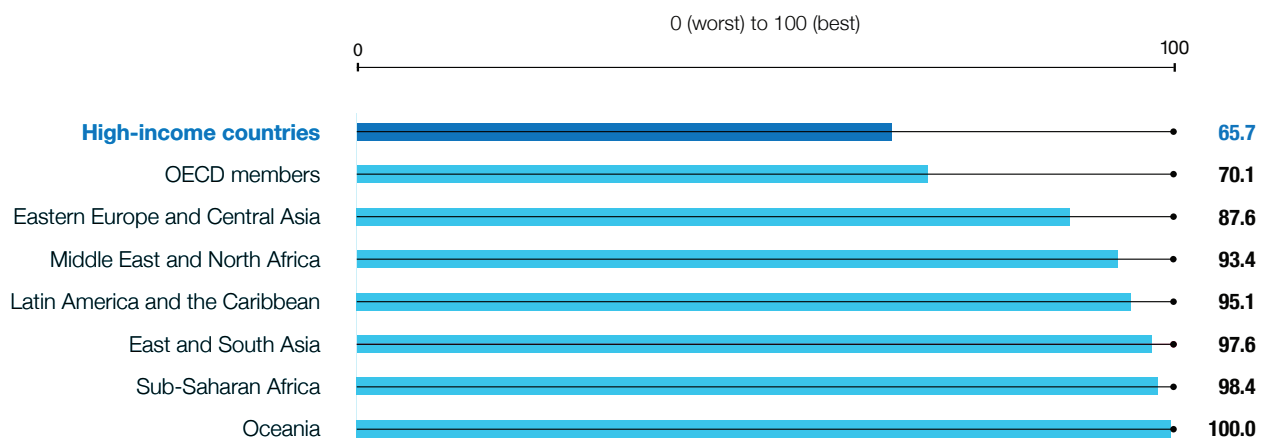 0 (worst) to 100 (best)
0 100
High-income countries 65.7
OECD members 70.1
Eastern Europe and Central Asia 87.6
Middle East and North Africa 93.4
Latin America and the Caribbean 95.1
East and South Asia 97.6
Sub-Saharan Africa 98.4
Oceania 100.0